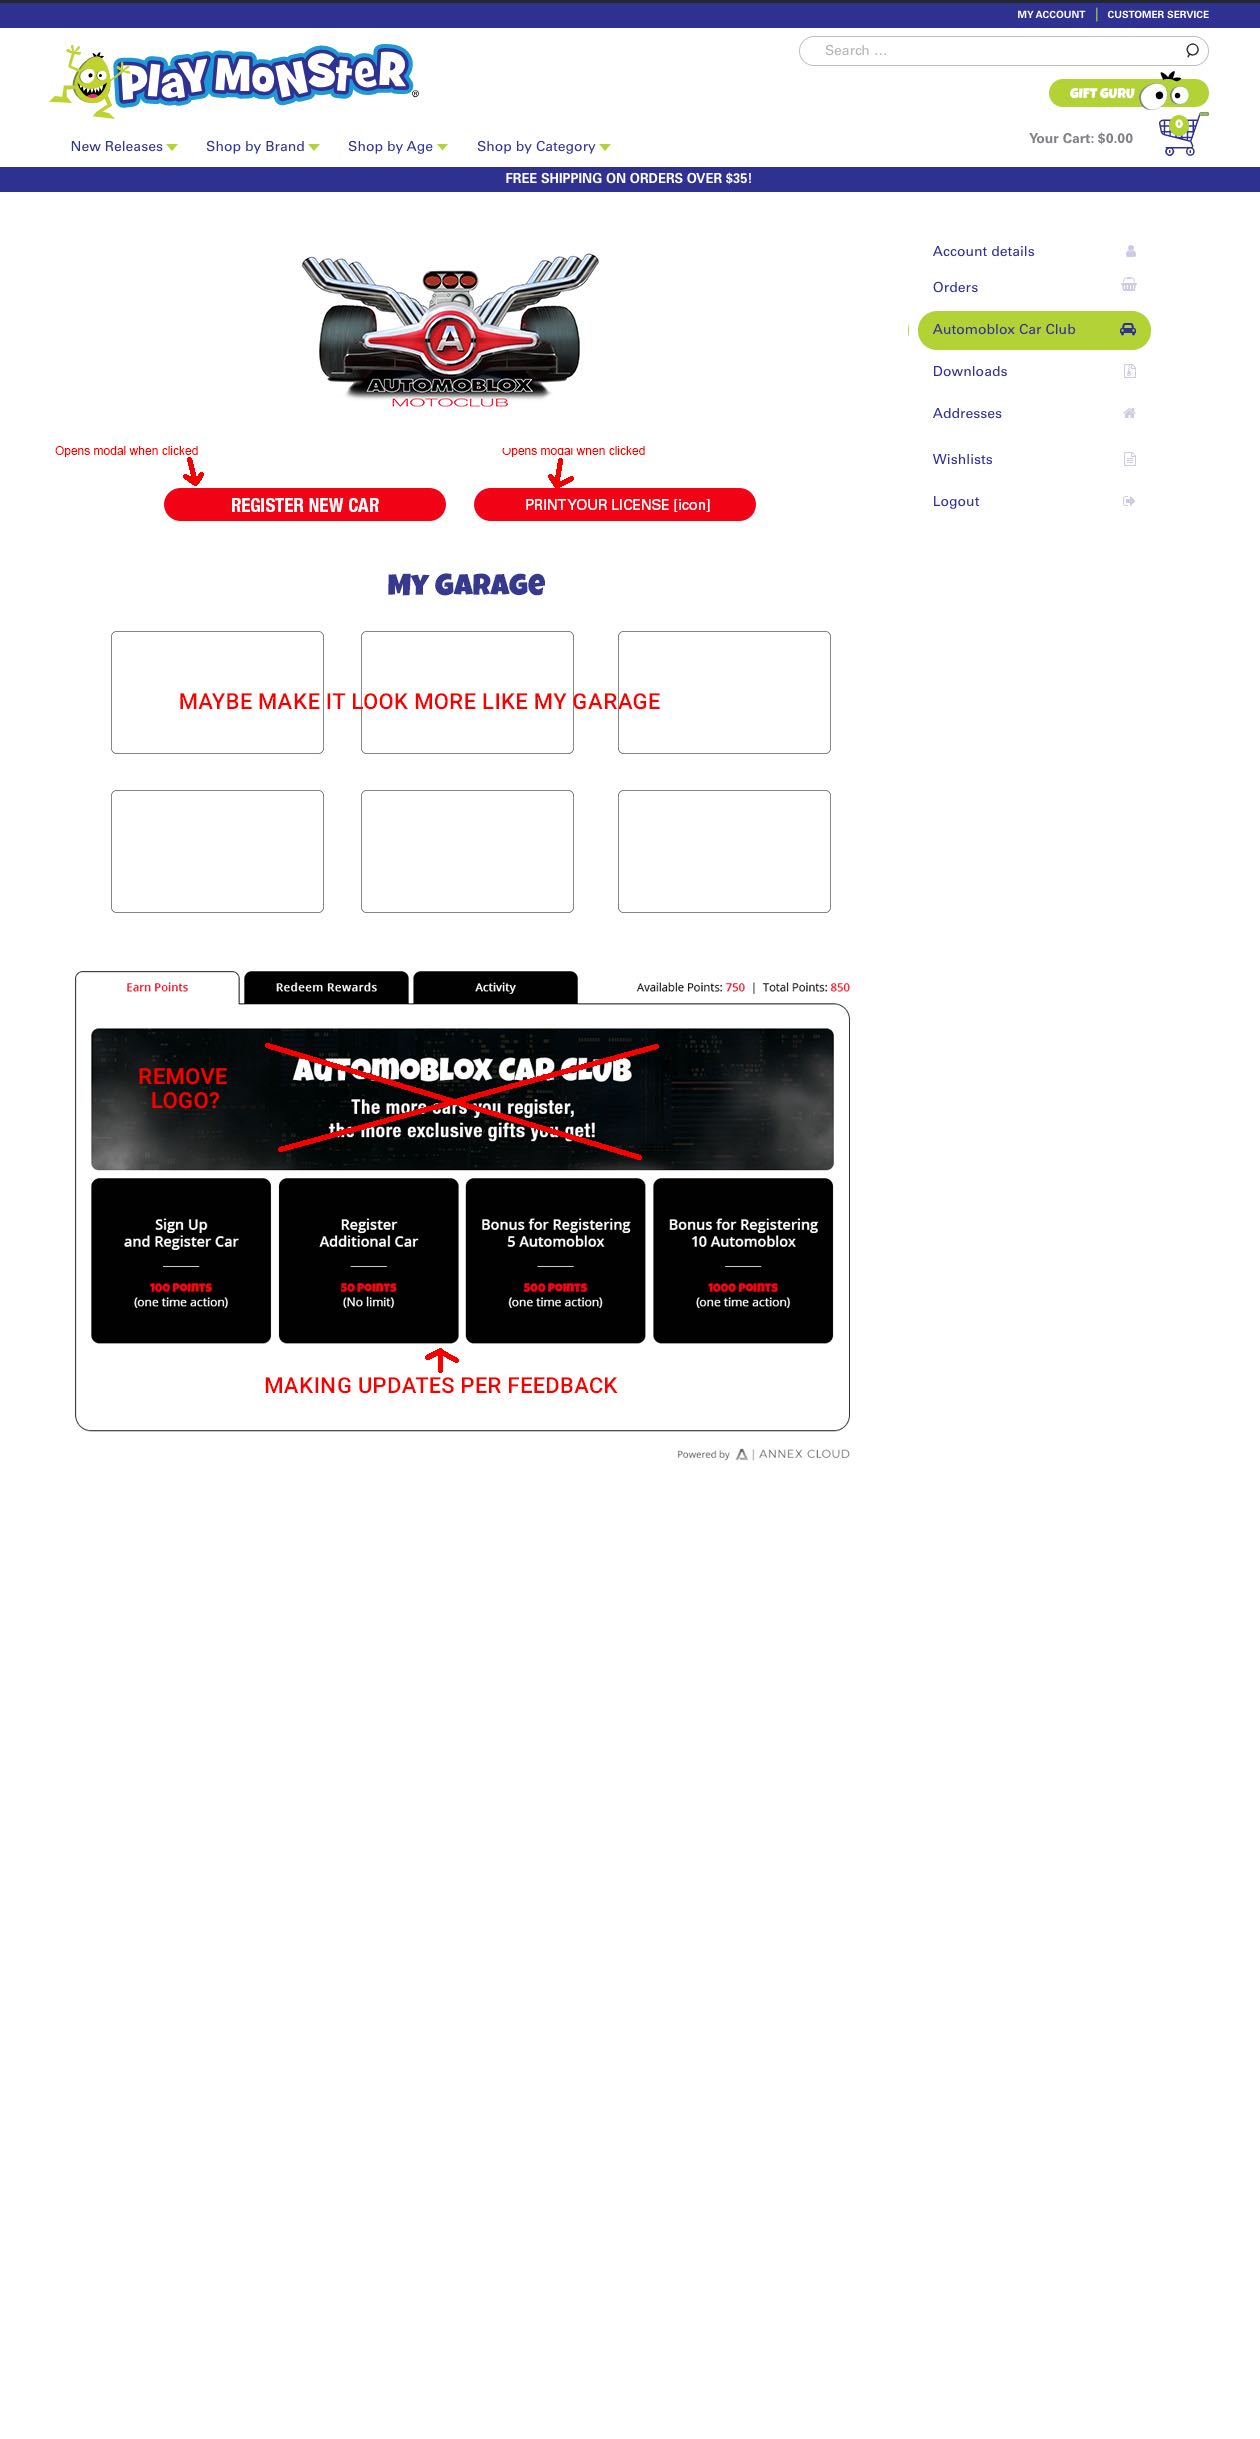 MY ACCOUNT | CUSTOMER SERVICE
PLAY MONSTER®
Search ...
GIFT GURU
Your Cart: $0.00
0
New Releases
Shop by Brand
Shop by Age
Shop by Category
FREE SHIPPING ON ORDERS OVER $35!
A
AUTOMOBLOX
MOTOCLUB
Account details
Orders
Automoblox Car Club
Downloads
Addresses
Wishlists
Logout
Opens modal when clicked
Opens modal when clicked
REGISTER NEW CAR
PRINT YOUR LICENSE [icon]
MY GARAGE
MAYBE MAKE IT LOOK MORE LIKE MY GARAGE
Earn Points
Redeem Rewards
Activity
Available Points: 750 | Total Points: 850
REMOVE
LOGO?
AUTOMOBLOX CAR CLUB
The more cars you register,
the more exclusive gifts you get!
Sign Up
and Register Car
100 POINTS
(one time action)
Register
Additional Car
50 POINTS
(No limit)
Bonus for Registering
5 Automoblox
500 POINTS
(one time action)
Bonus for Registering
10 Automoblox
1000 POINTS
(one time action)
MAKING UPDATES PER FEEDBACK
Powered by | ANNEX CLOUD